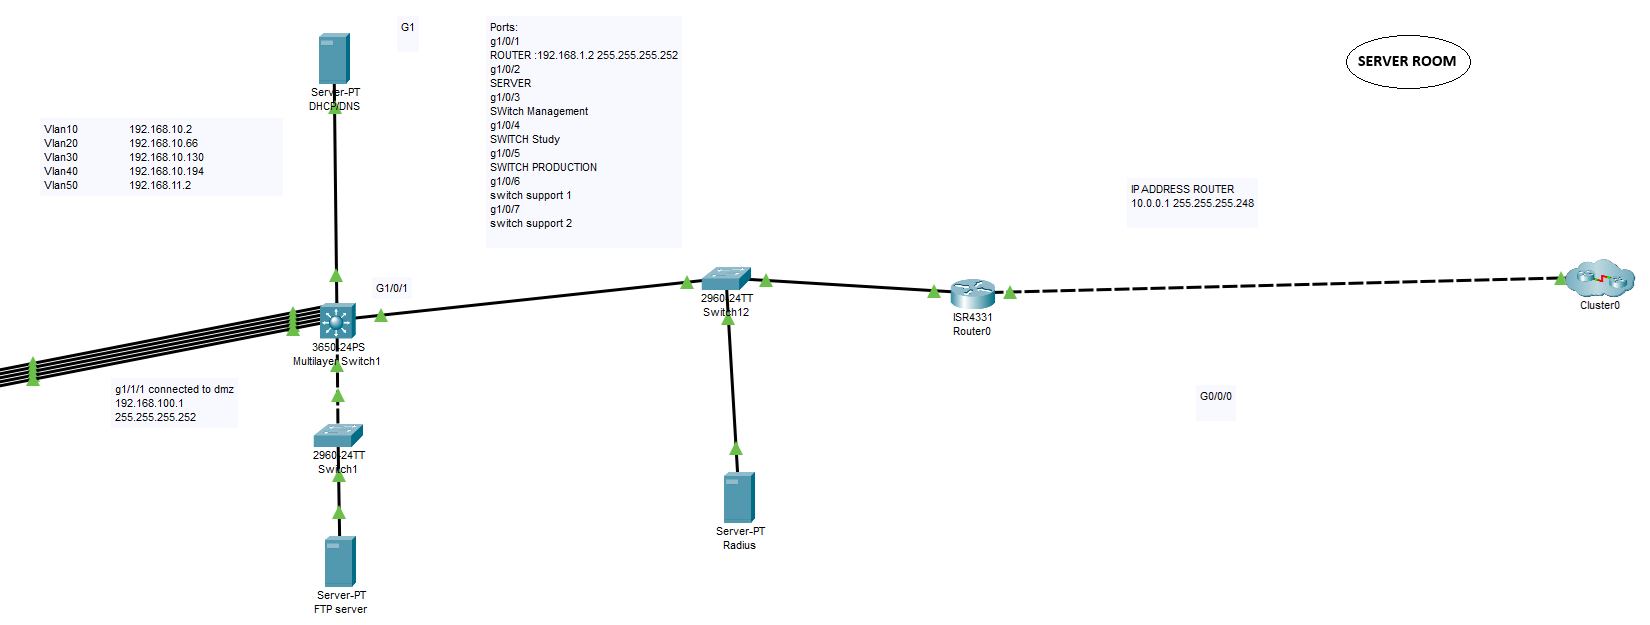 G1
Ports:
g1/0/1
ROUTER :192.168.1.2 255.255.255.252
g1/0/2
SERVER
g1/0/3
SWitch Management
g1/0/4
SWITCH Study
g1/0/5
SWITCH PRODUCTION
g1/0/6
switch support 1
g1/0/7
switch support 2
SERVER ROOM
Server-PT
DHCP/DNS
Vlan10 192.168.10.2
Vlan20 192.168.10.66
Vlan30 192.168.10.130
Vlan40 192.168.10.194
Vlan50 192.168.11.2
IP ADDRESS ROUTER
10.0.0.1 255.255.255.248
G1/0/1
2960-24TT
Switch12
ISR4331
Router0
Cluster0
3650-24PS
Multilayer Switch1
g1/1/1 connected to dmz
192.168.100.1
255.255.255.252
G0/0/0
2960-24TT
Switch1
Server-PT
Radius
Server-PT
FTP server